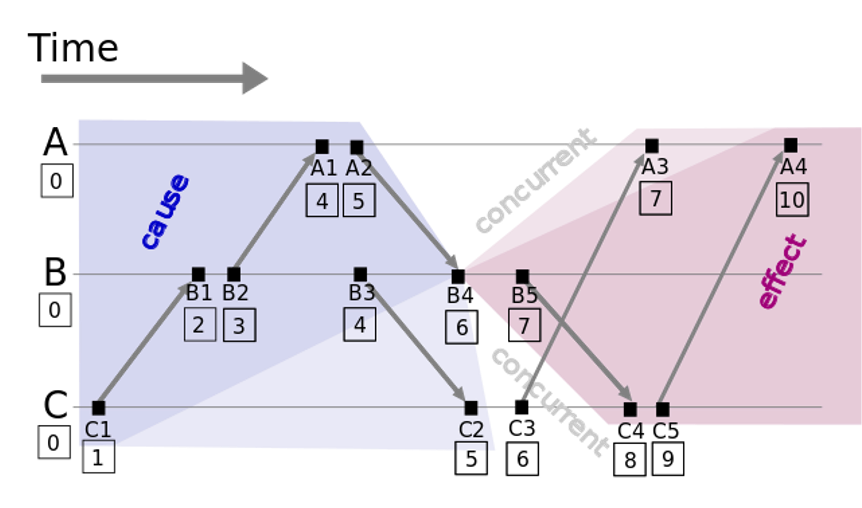 Time
A
0
A1
4
A2
5
A3
7
A4
10
cause
concurrent
effect
B
0
B1
2
B2
3
B3
4
B4
6
B5
7
concurrent
C
0
C1
1
C2
5
C3
6
C4
8
C5
9